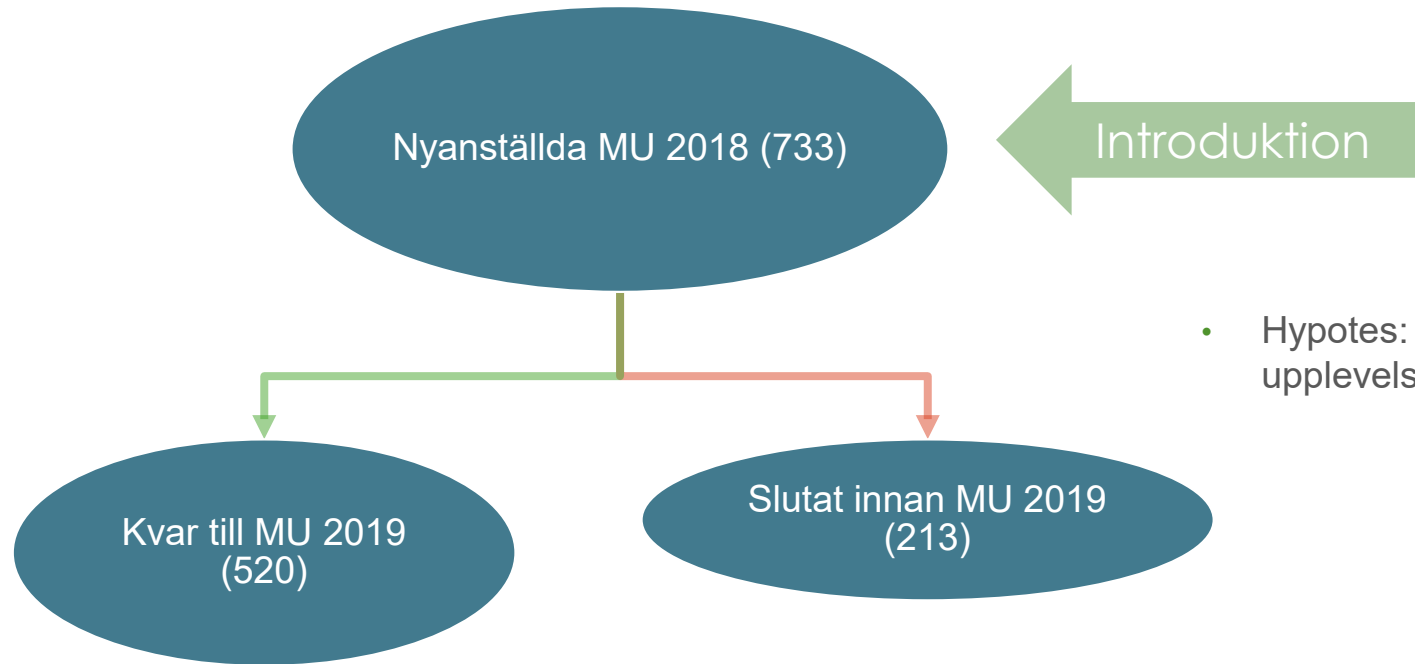 Nyanställda MU 2018 (733)
Introduktion
• Hypotes:
Kvar till MU 2019
(520)
Slutat innan MU 2019
(213)